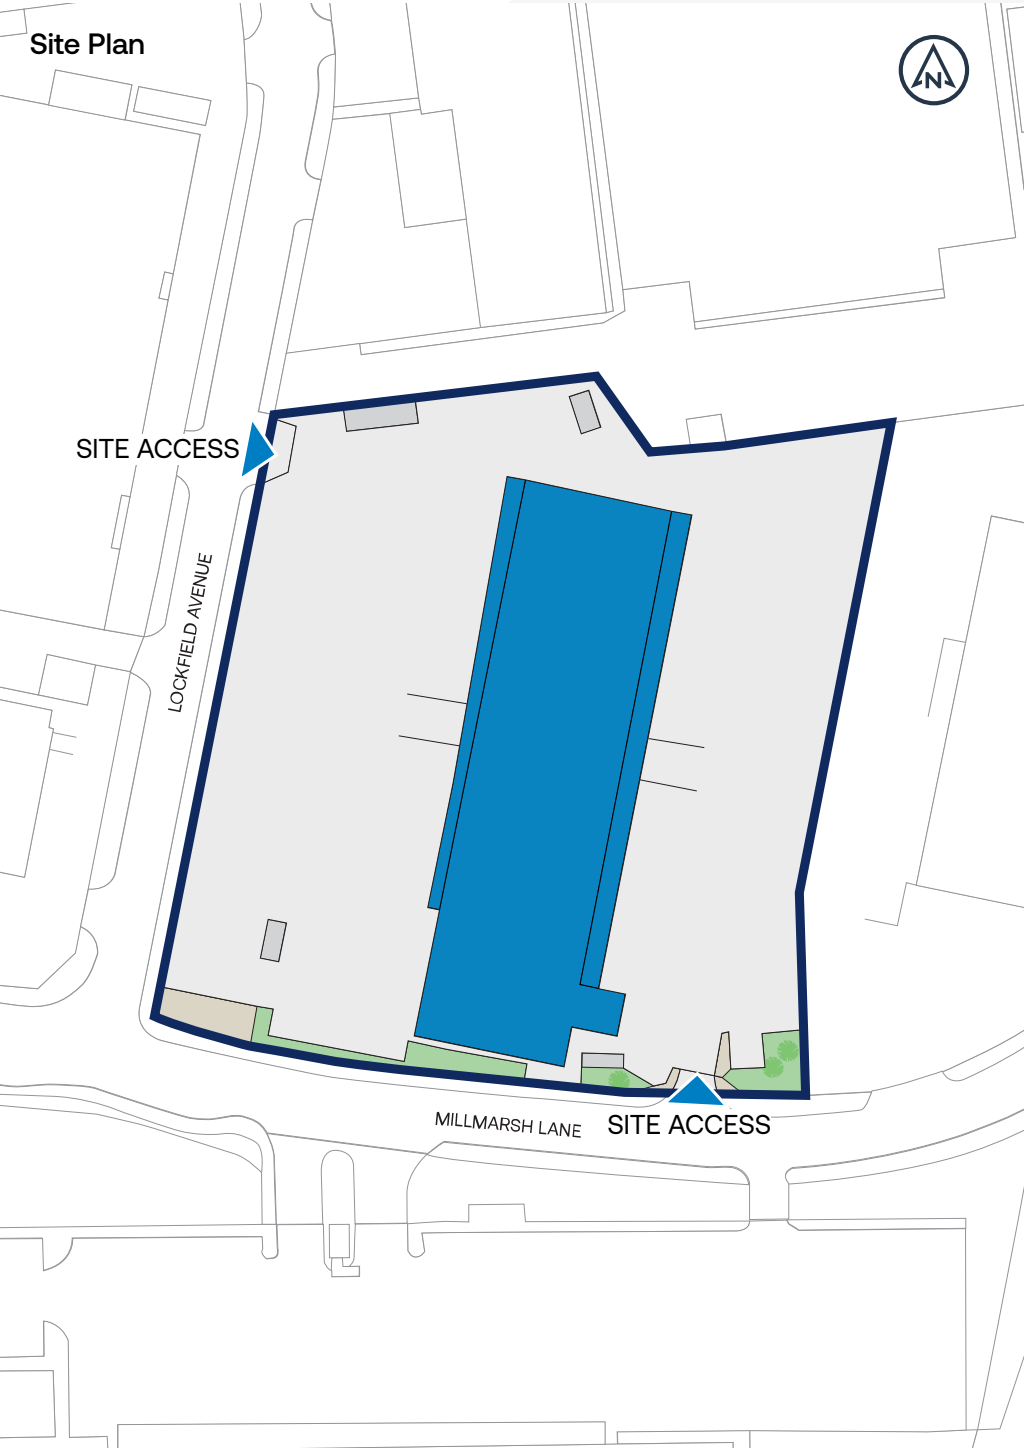 Site Plan
N
SITE ACCESS
LOCKFIELD AVENUE
MILLMARSH LANE
SITE ACCESS